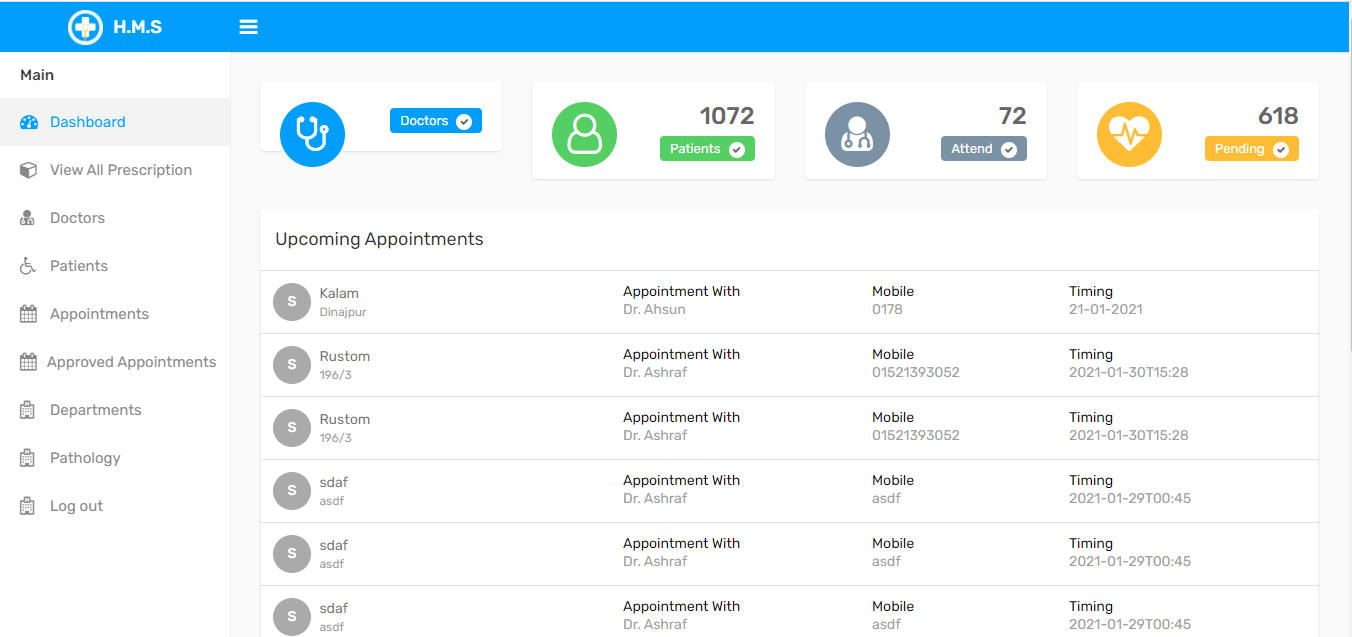 H.M.S
Main
Dashboard
View All Prescription
Doctors
Patients
Appointments
Approved Appointments
Departments
Pathology
Log out
Doctors
1072
Patients
72
Attend
618
Pending
Upcoming Appointments
S
Kalam
Dinajpur
Appointment With
Dr. Ahsun
Mobile
0178
Timing
21-01-2021
S
Rustom
196/3
Appointment With
Dr. Ashraf
Mobile
01521393052
Timing
2021-01-30T15:28
S
Rustom
196/3
Appointment With
Dr. Ashraf
Mobile
01521393052
Timing
2021-01-30T15:28
S
sdaf
asdf
Appointment With
Dr. Ashraf
Mobile
asdf
Timing
2021-01-29T00:45
S
sdaf
asdf
Appointment With
Dr. Ashraf
Mobile
asdf
Timing
2021-01-29T00:45
S
sdaf
asdf
Appointment With
Dr. Ashraf
Mobile
asdf
Timing
2021-01-29T00:45